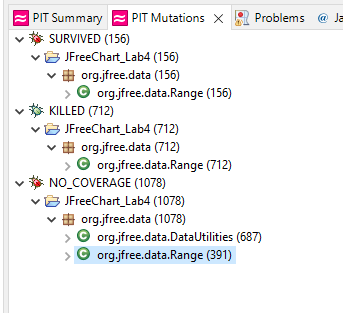 PIT Summary PIT Mutations Problems @ Ja
SURVIVED (156)
JFreeChart_Lab4 (156)
org.jfree.data (156)
org.jfree.data.Range (156)
KILLED (712)
JFreeChart_Lab4 (712)
org.jfree.data (712)
org.jfree.data.Range (712)
NO_COVERAGE (1078)
JFreeChart_Lab4 (1078)
org.jfree.data (1078)
org.jfree.data.DataUtilities (687)
org.jfree.data.Range (391)